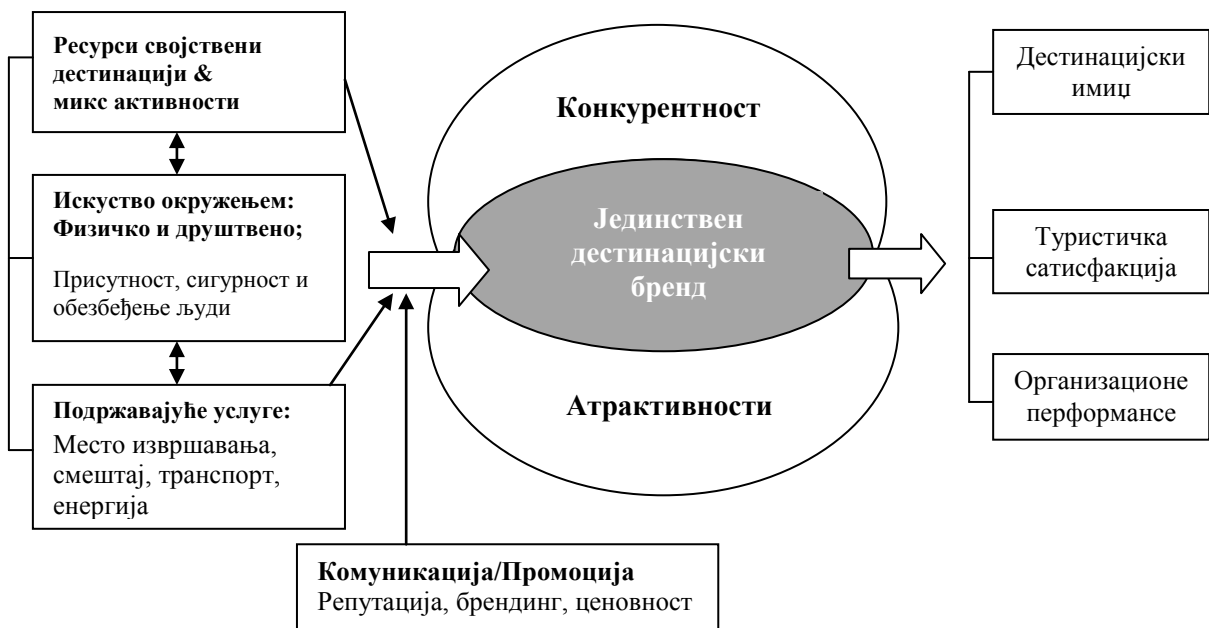 Ресурси својствени
дестинацији &
микс активности
Искуство окружењем:
Физичко и друштвено;
Присутност, сигурност и
обезбеђење људи
Подржавајуће услуге:
Место извршавања,
смештај, транспорт,
енергија
Комуникација/Промоција
Репутација, брендинг, ценовност
Конкурентност
Јединствен
дестинацијски
бренд
Атрактивности
Дестинацијски
имиџ
Туристичка
сатисфакција
Организационе
перформансе